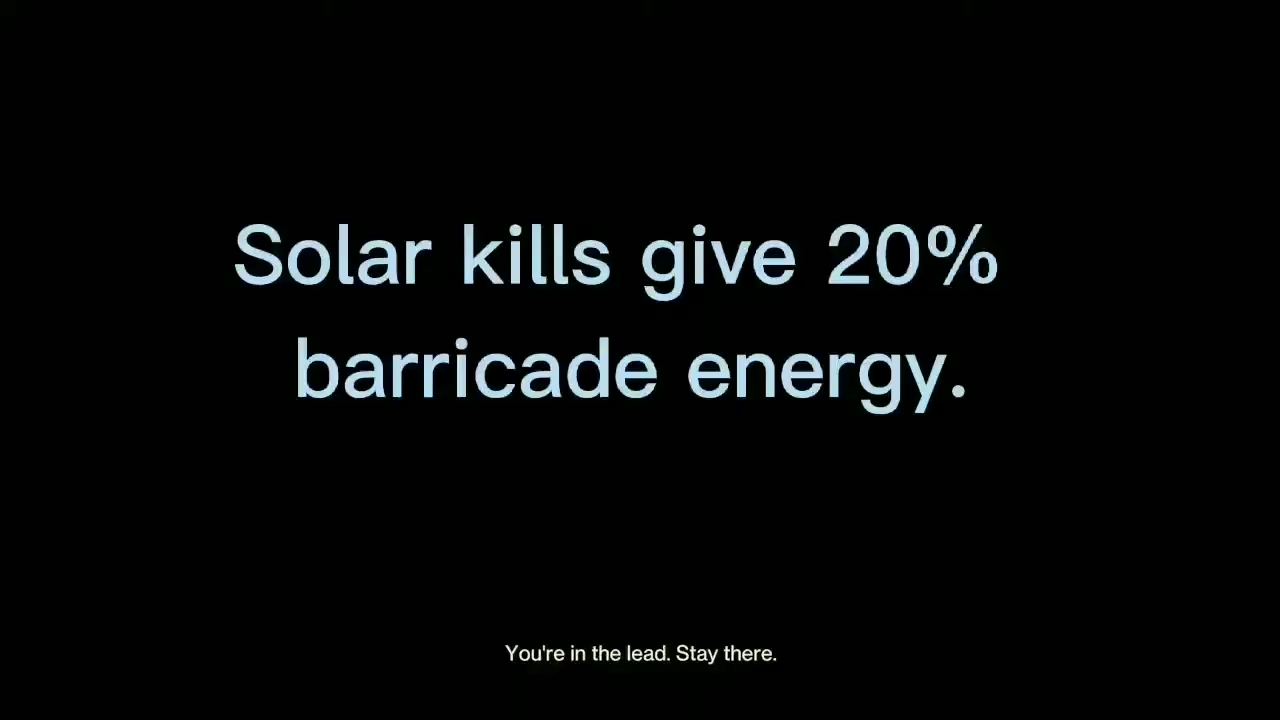 Solar kills give 20%
barricade energy.
You're in the lead. Stay there.